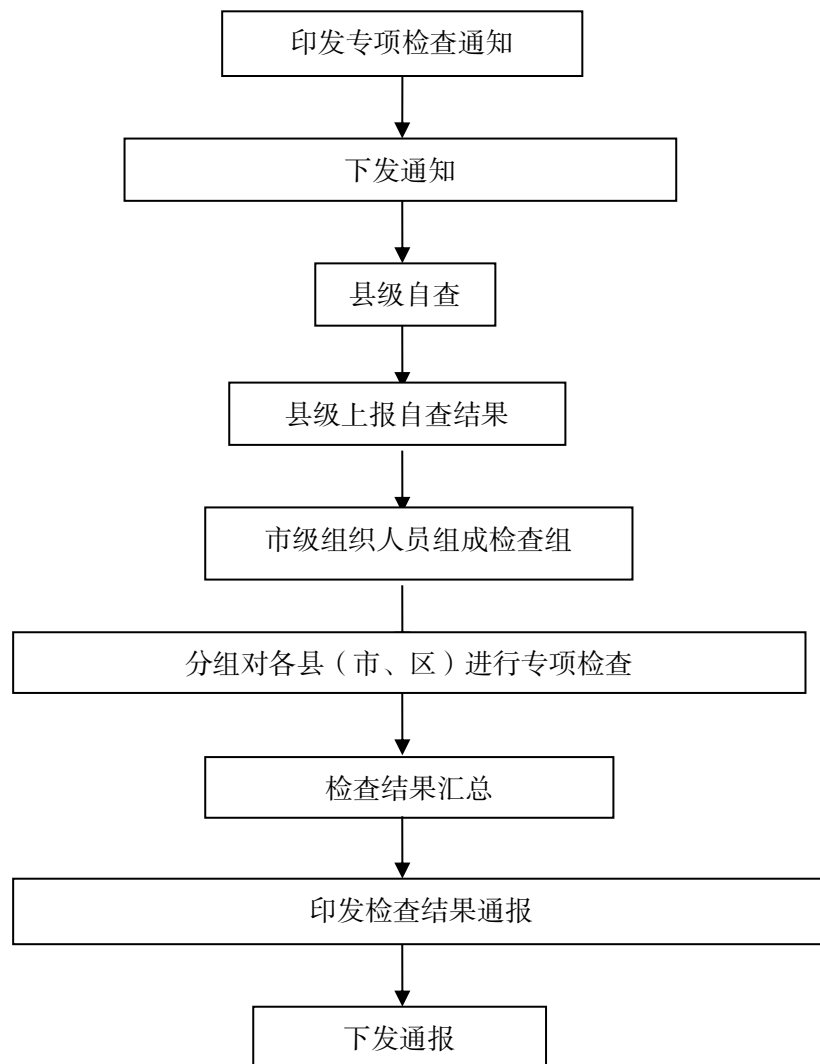 印发专项检查通知
下发通知
县级自查
县级上报自查结果
市级组织人员组成检查组
分组对各县（市、区）进行专项检查
检查结果汇总
印发检查结果通报
下发通报